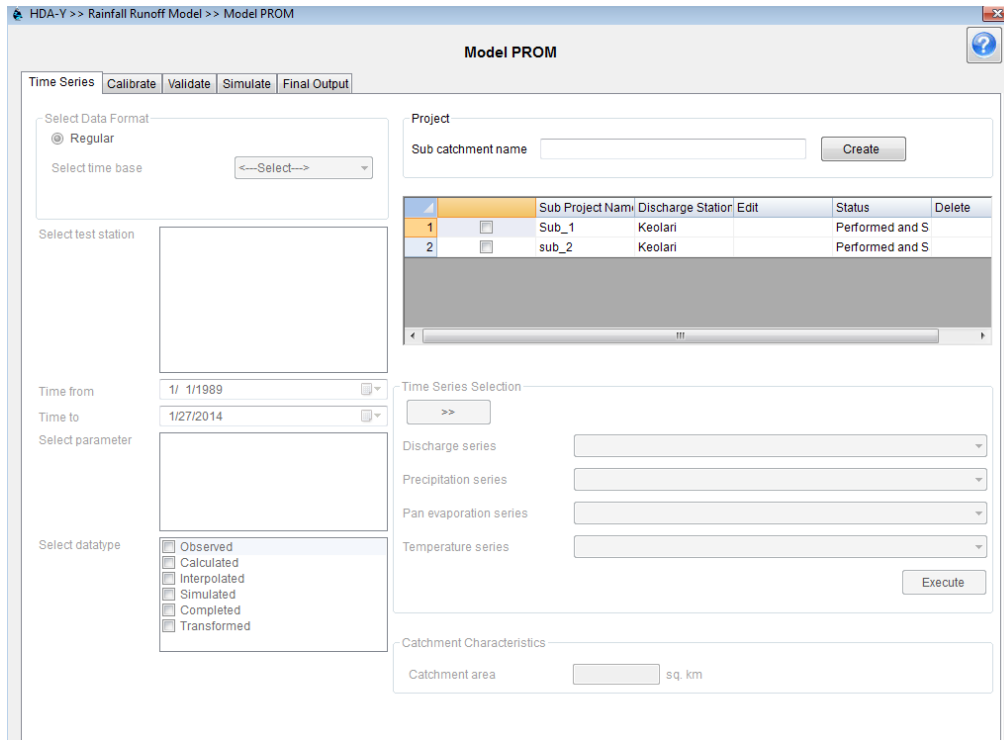 HDA-Y >> Rainfall Runoff Model >> Model PROM
Model PROM
Time Series Calibrate Validate Simulate Final Output
Select Data Format
Regular
Select time base <---Select--->
Select test station
Time from 1/ 1/1989
Time to 1/27/2014
Select parameter
Select datatype
Observed
Calculated
Interpolated
Simulated
Completed
Transformed
Project
Sub catchment name Create
Sub Project Name Discharge Station Edit Status Delete
1 Sub_1 Keolari Performed and S
2 sub_2 Keolari Performed and S
Time Series Selection
>>
Discharge series
Precipitation series
Pan evaporation series
Temperature series
Execute
Catchment Characteristics
Catchment area sq. km